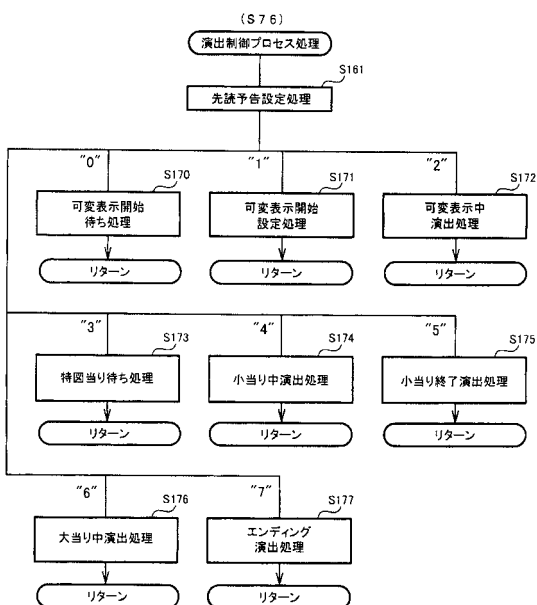 (S76)
演出制御プロセス処理
S161
先読予告設定処理
"0"
"1"
"2"
S170
S171
S172
可変表示開始
待ち処理
可変表示開始
設定処理
可変表示中
演出処理
リターン
リターン
リターン
"3"
"4"
"5"
S173
S174
S175
特図当り待ち処理
小当り中演出処理
小当り終了演出処理
リターン
リターン
リターン
"6"
"7"
S176
S177
大当り中演出処理
エンディング
演出処理
リターン
リターン